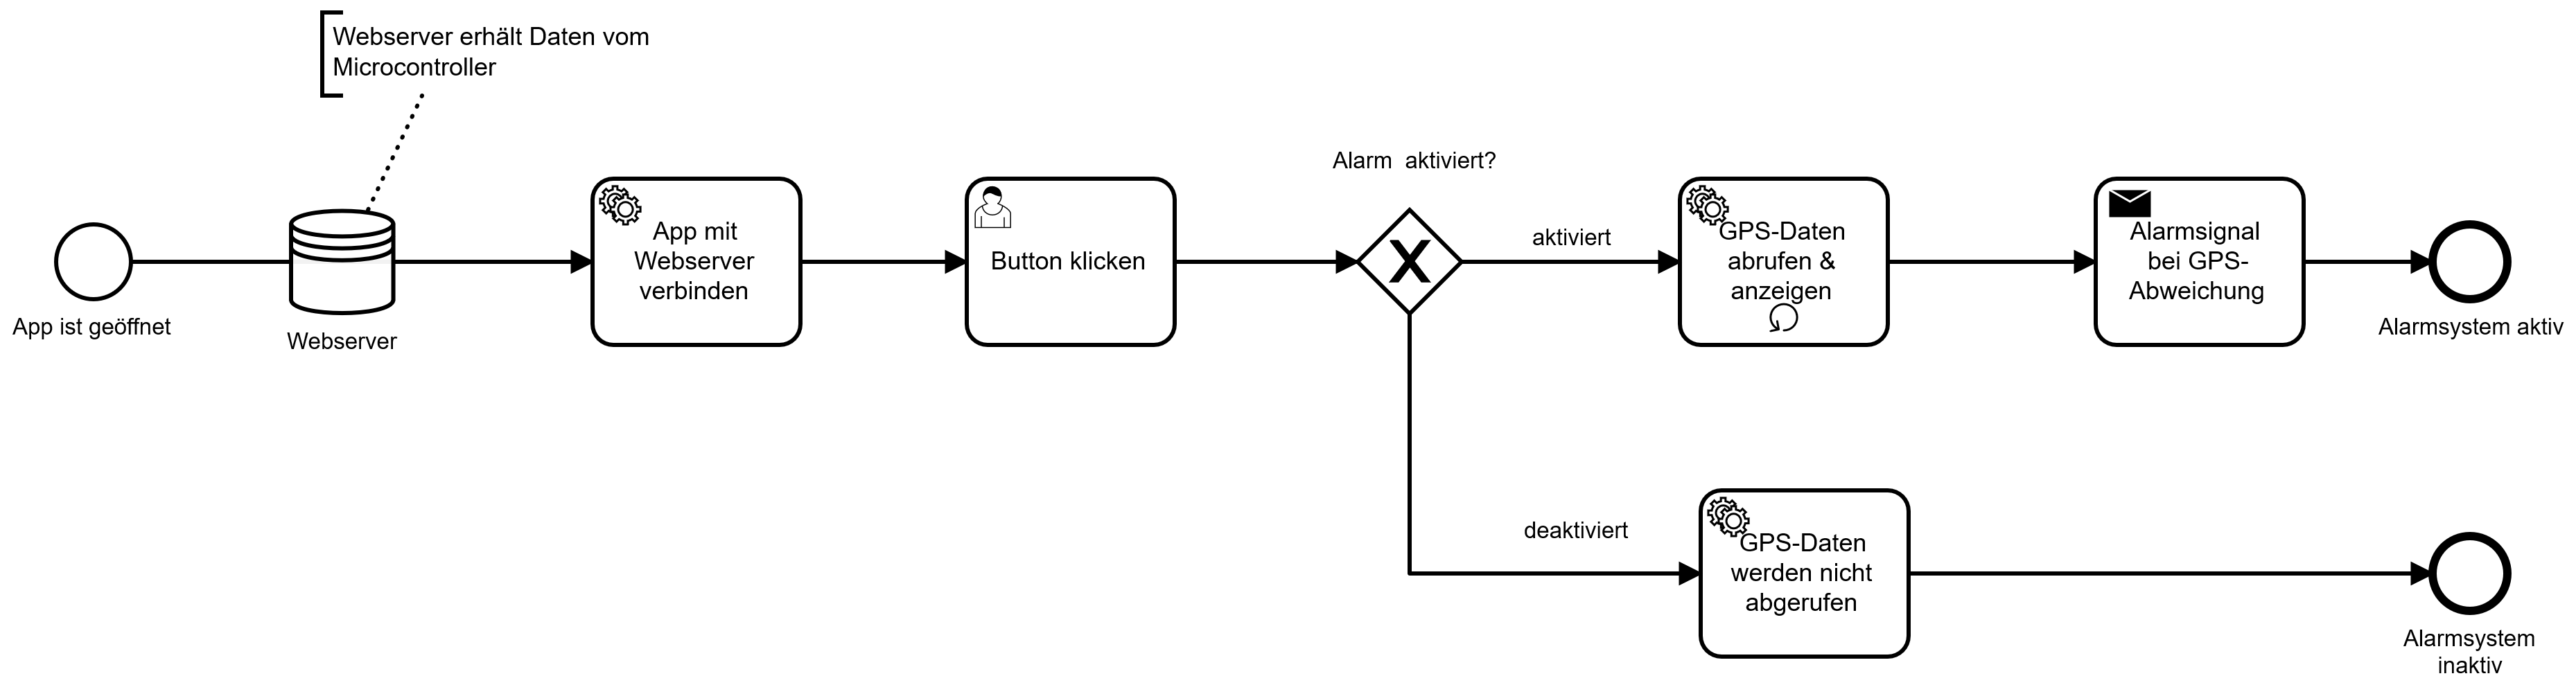 Webserver erhält Daten vom
Microcontroller
App ist geöffnet
Webserver
App mit
Webserver
verbinden
Button klicken
Alarm  aktiviert?
aktiviert
GPS-Daten
abrufen &
anzeigen
Alarmsignal
bei GPS-
Abweichung
Alarmsystem aktiv
deaktiviert
GPS-Daten
werden nicht
abgerufen
Alarmsystem
inaktiv